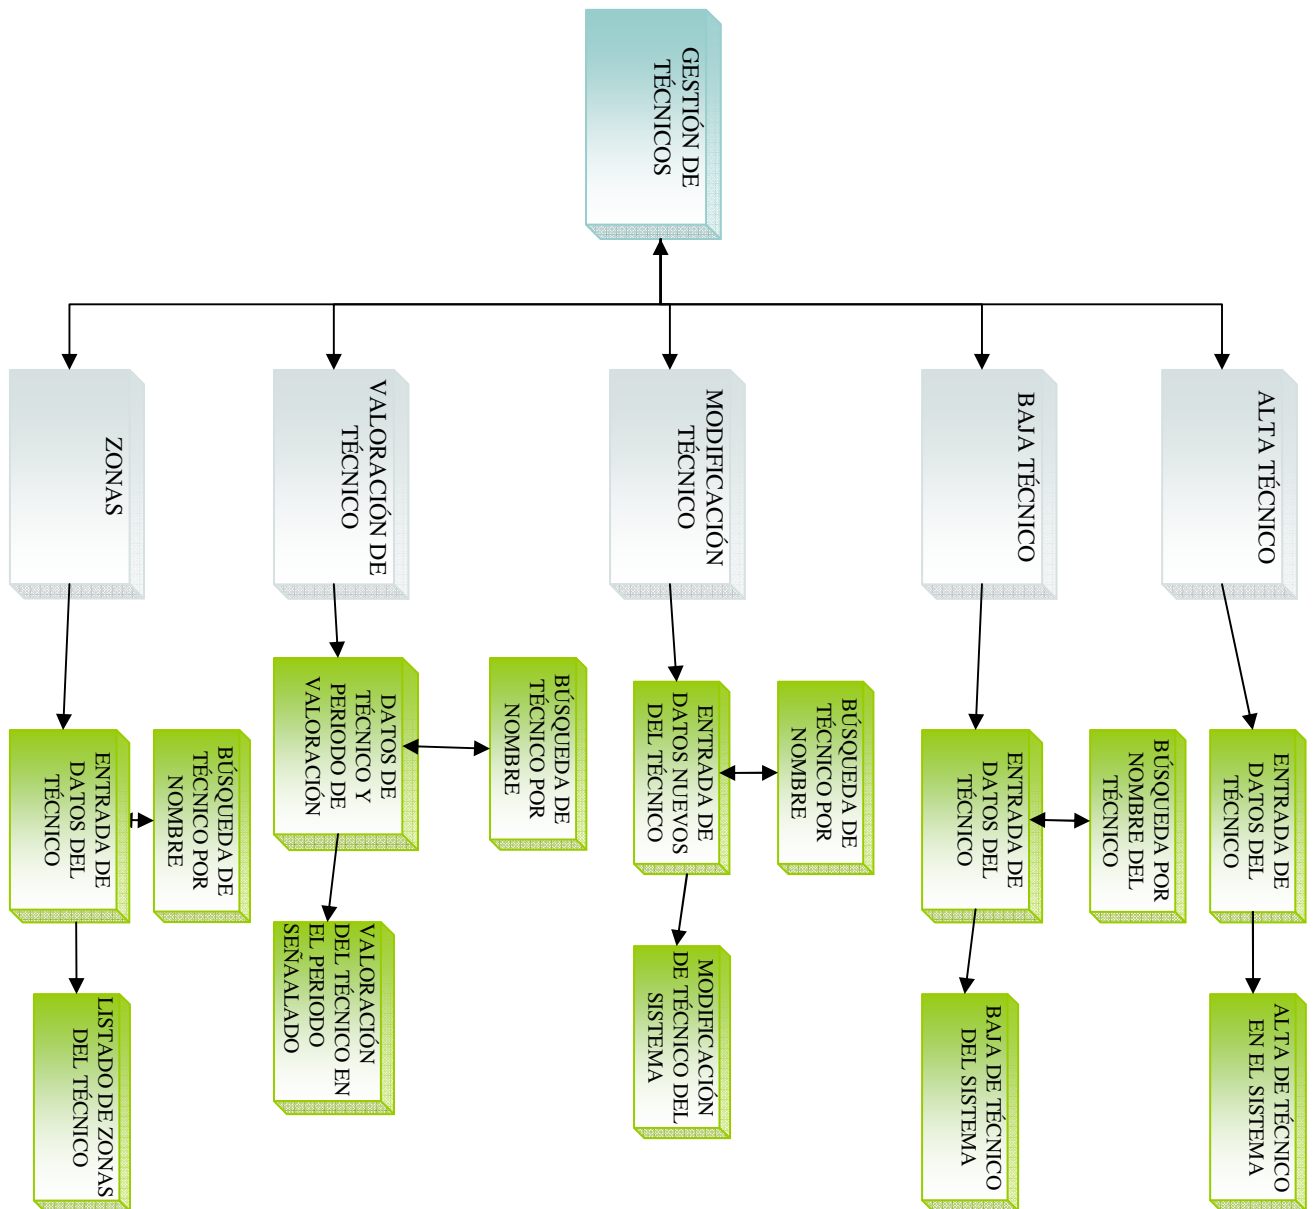 GESTIÓN DE
TÉCNICOS
ALTA TÉCNICO
ENTRADA DE
DATOS DEL
TÉCNICO
ALTA DE TÉCNICO
EN EL SISTEMA
BAJA TÉCNICO
BÚSQUEDA POR
NOMBRE DEL
TÉCNICO
ENTRADA DE
DATOS DEL
TÉCNICO
BAJA DE TÉCNICO
DEL SISTEMA
MODIFICACIÓN
TÉCNICO
BÚSQUEDA DE
TÉCNICO POR
NOMBRE
ENTRADA DE
DATOS NUEVOS
DEL TÉCNICO
MODIFICACIÓN
DE TÉCNICO DEL
SISTEMA
VALORACIÓN DE
TÉCNICO
BÚSQUEDA DE
TÉCNICO POR
NOMBRE
DATOS DE
TÉCNICO Y
PERIODO DE
VALORACIÓN
VALORACIÓN
DEL TÉCNICO EN
EL PERIODO
SEÑAALADO
ZONAS
BÚSQUEDA DE
TÉCNICO POR
NOMBRE
ENTRADA DE
DATOS DEL
TÉCNICO
LISTADO DE ZONAS
DEL TÉCNICO